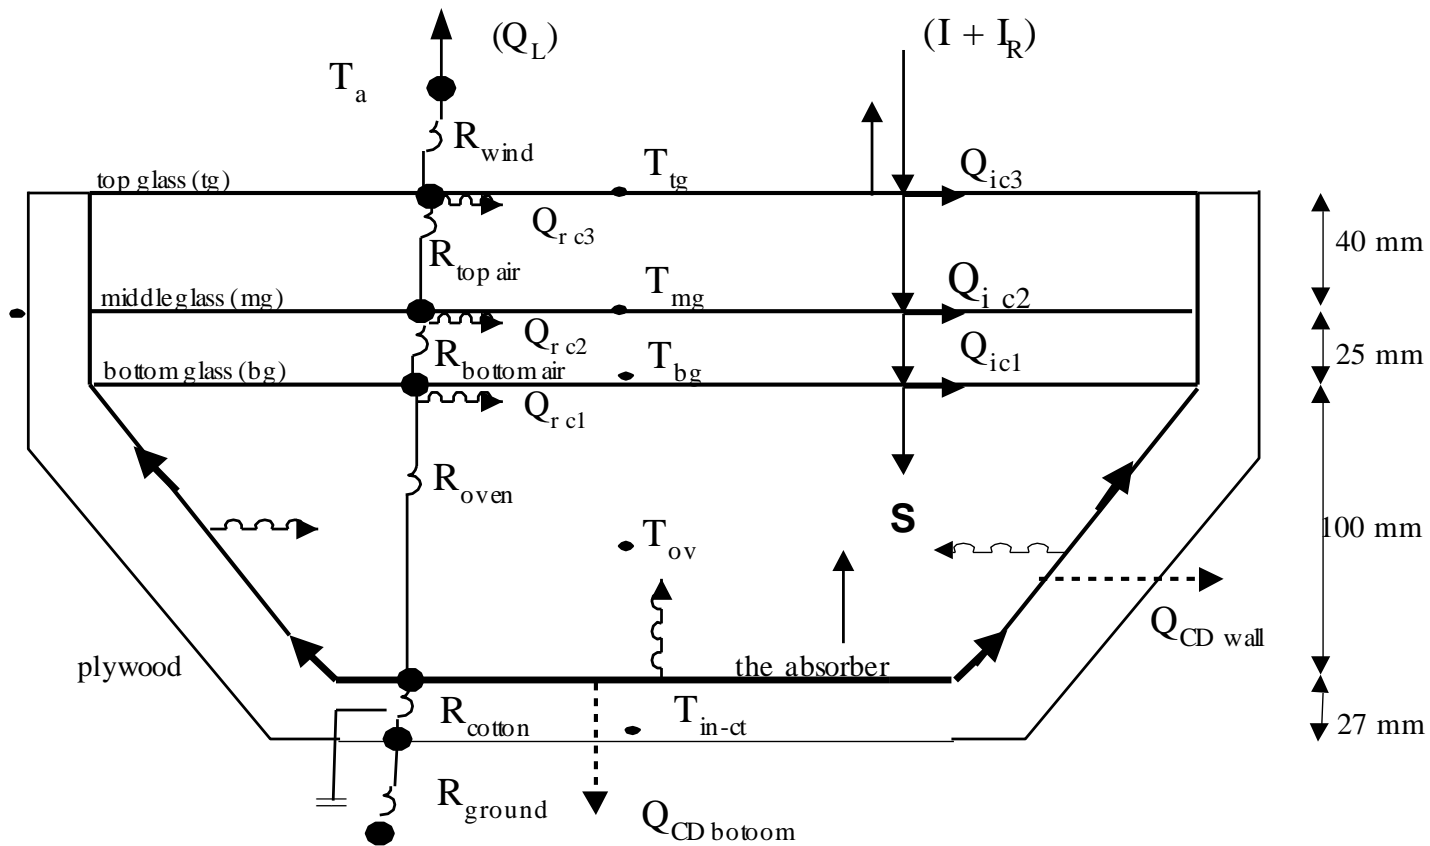 (Q_L)
(I + I_R)
T_a
R_wind
top glass (tg)
T_tg
Q_ic3
Q_r c3
40 mm
R_top air
middle glass (mg)
T_mg
Q_i c2
Q_r c2
R_bottom air
25 mm
bottom glass (bg)
T_bg
Q_ic1
Q_r c1
R_oven
S
T_ov
100 mm
Q_CD wall
plywood
the absorber
R_cotton
T_in-ct
27 mm
R_ground
Q_CD botoom